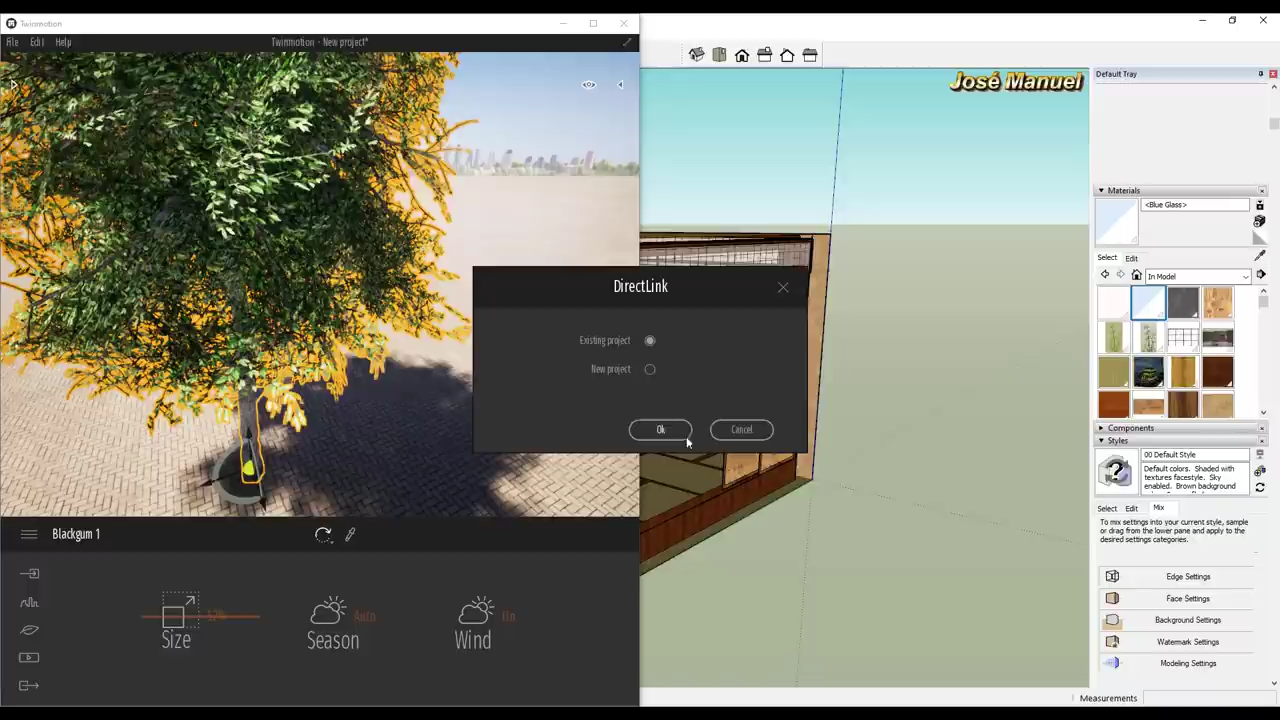 Twinmotion
File Edit Help
Twinmotion - New project*
José Manuel
Default Tray
Materials
<Blue Glass>
Select Edit
In Model
DirectLink
Existing project
New project
Ok
Cancel
Components
Styles
00 Default Style
Default colors. Shaded with
textures facestyle. Sky
enabled. Brown background
Select Edit Mix
To mix settings into your current style, sample
or drag from the lower pane and apply to the
desired settings categories.
Blackgum 1
Edge Settings
Face Settings
Background Settings
Watermark Settings
Modeling Settings
Auto
Size
Season
Wind
Measurements